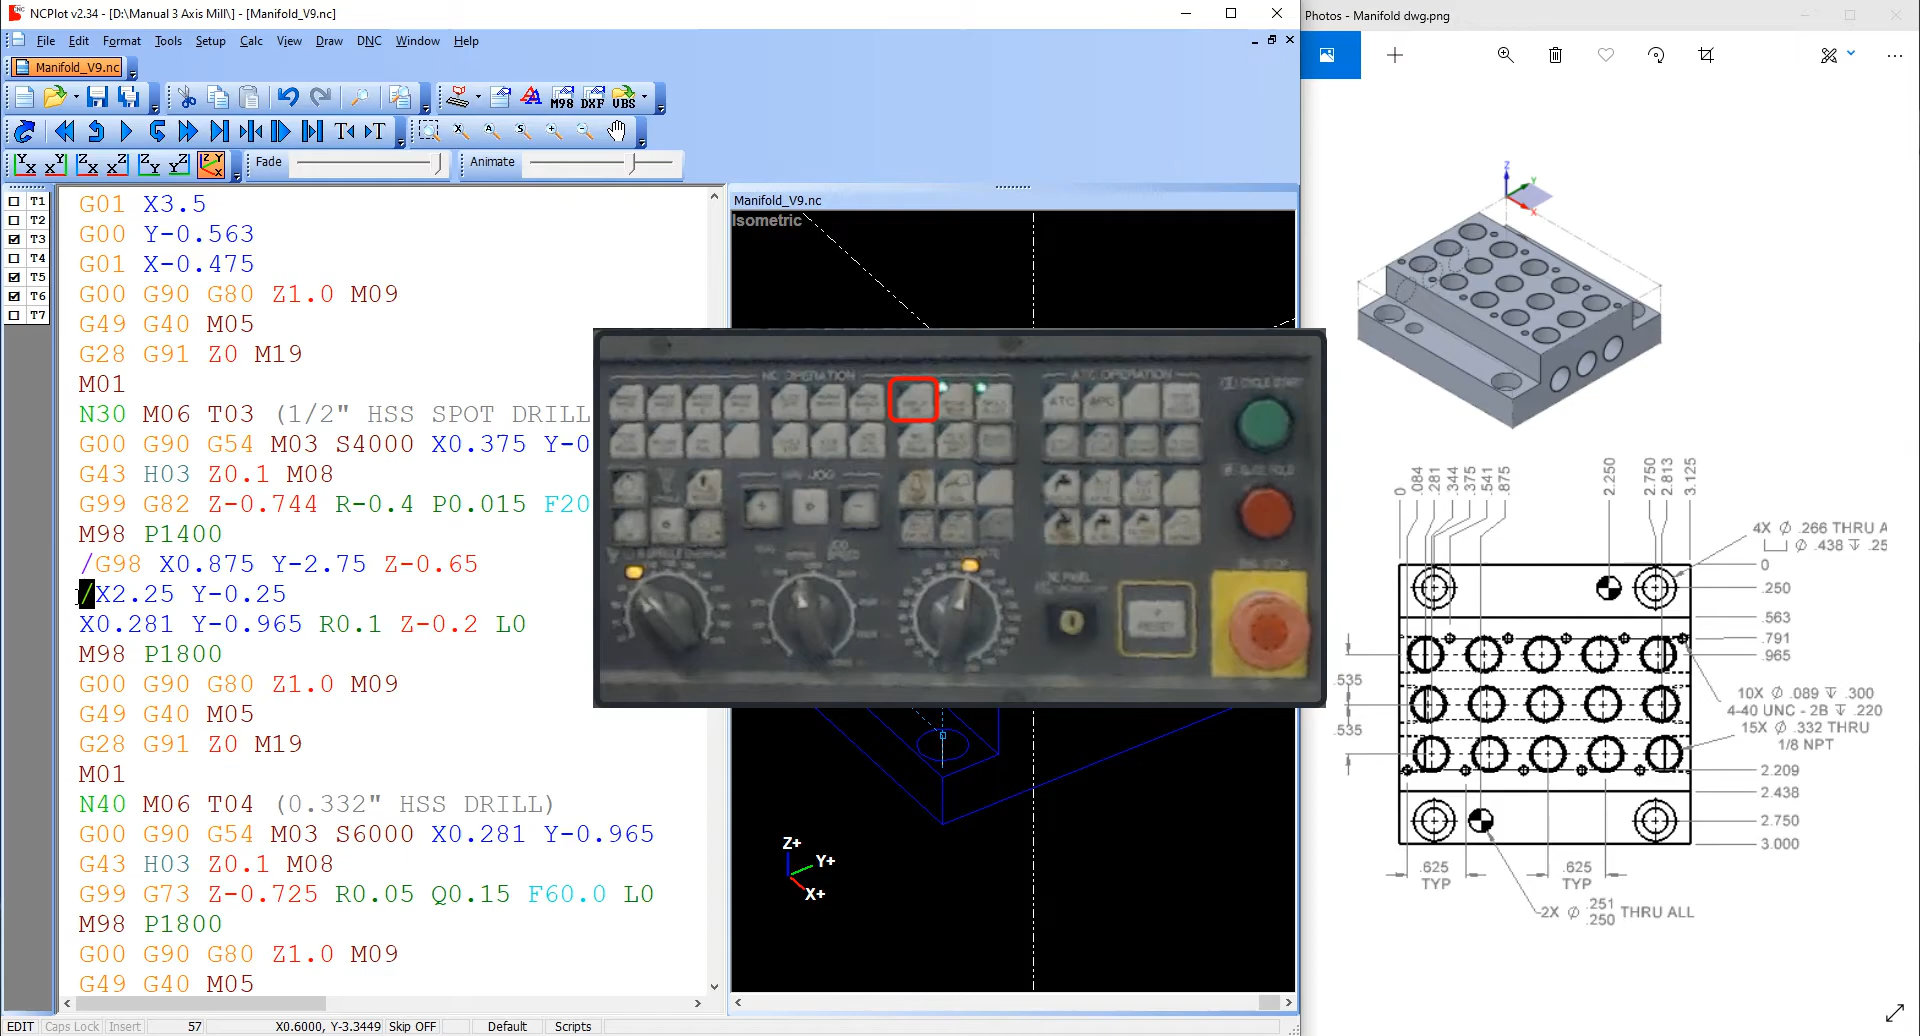 NCPlot v2.34 - [D:\Manual 3 Axis Mill\] - [Manifold_V9.nc]
File Edit Format Tools Setup Calc View Draw DNC Window Help
Manifold_V9.nc
M98 DXF VBS
Fade
Animate
T1
T2
T3
T4
T5
T6
T7
G01 X3.5
G00 Y-0.563
G01 X-0.475
G00 G90 G80 Z1.0 M09
G49 G40 M05
G28 G91 Z0 M19
M01
N30 M06 T03 (1/2" HSS SPOT DRILL
G00 G90 G54 M03 S4000 X0.375 Y-0
G43 H03 Z0.1 M08
G99 G82 Z-0.744 R-0.4 P0.015 F20
M98 P1400
/G98 X0.875 Y-2.75 Z-0.65
/X2.25 Y-0.25
X0.281 Y-0.965 R0.1 Z-0.2 L0
M98 P1800
G00 G90 G80 Z1.0 M09
G49 G40 M05
G28 G91 Z0 M19
M01
N40 M06 T04 (0.332" HSS DRILL)
G00 G90 G54 M03 S6000 X0.281 Y-0.965
G43 H03 Z0.1 M08
G99 G73 Z-0.725 R0.05 Q0.15 F60.0 L0
M98 P1800
G00 G90 G80 Z1.0 M09
G49 G40 M05
EDIT Caps Lock Insert 57 X0.6000, Y-3.3449 Skip OFF Default Scripts
Manifold_V9.nc
Isometric
NC OPERATION
ATC OPERATION
CYCLE START
ATC
APC
JOG
RESET
Z+
Y+
X+
Photos - Manifold dwg.png
Z
Y
X
0
.084
.281
.344
.375
.541
.875
2.250
2.750
2.813
3.125
4X Ø .266 THRU A
⌴ Ø .438 ↧ .25
0
.250
.563
.791
.965
.535
.535
10X Ø .089 ↧ .300
4-40 UNC - 2B ↧ .220
15X Ø .332 THRU
1/8 NPT
2.209
2.438
2.750
3.000
.625
TYP
.625
TYP
2X Ø .251
.250 THRU ALL